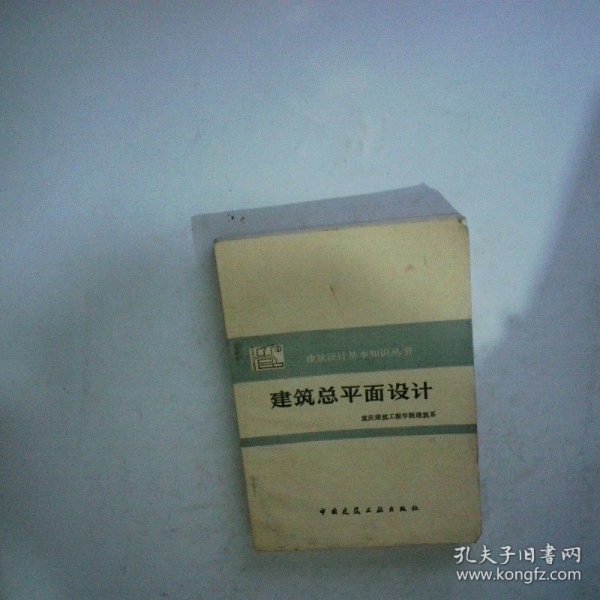 建筑设计基本知识丛书
建筑总平面设计
重庆建筑工程学院建筑系
中国建筑工业出版社
孔夫子旧书网
www.kongfz.com